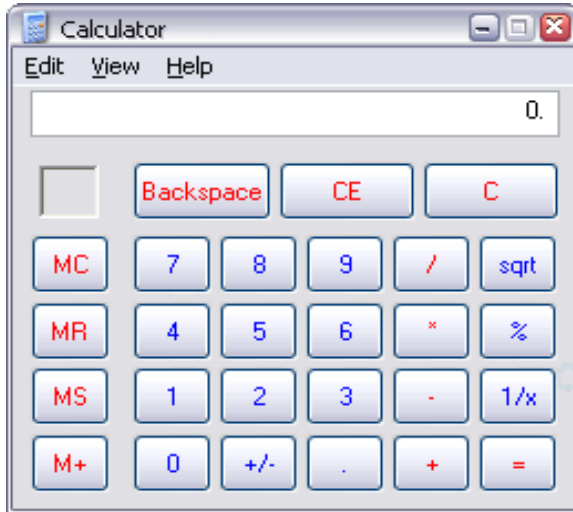 Calculator
Edit View Help
0.
Backspace CE C
MC 7 8 9 / sqrt
MR 4 5 6 * %
MS 1 2 3 - 1/x
M+ 0 +/- . + =